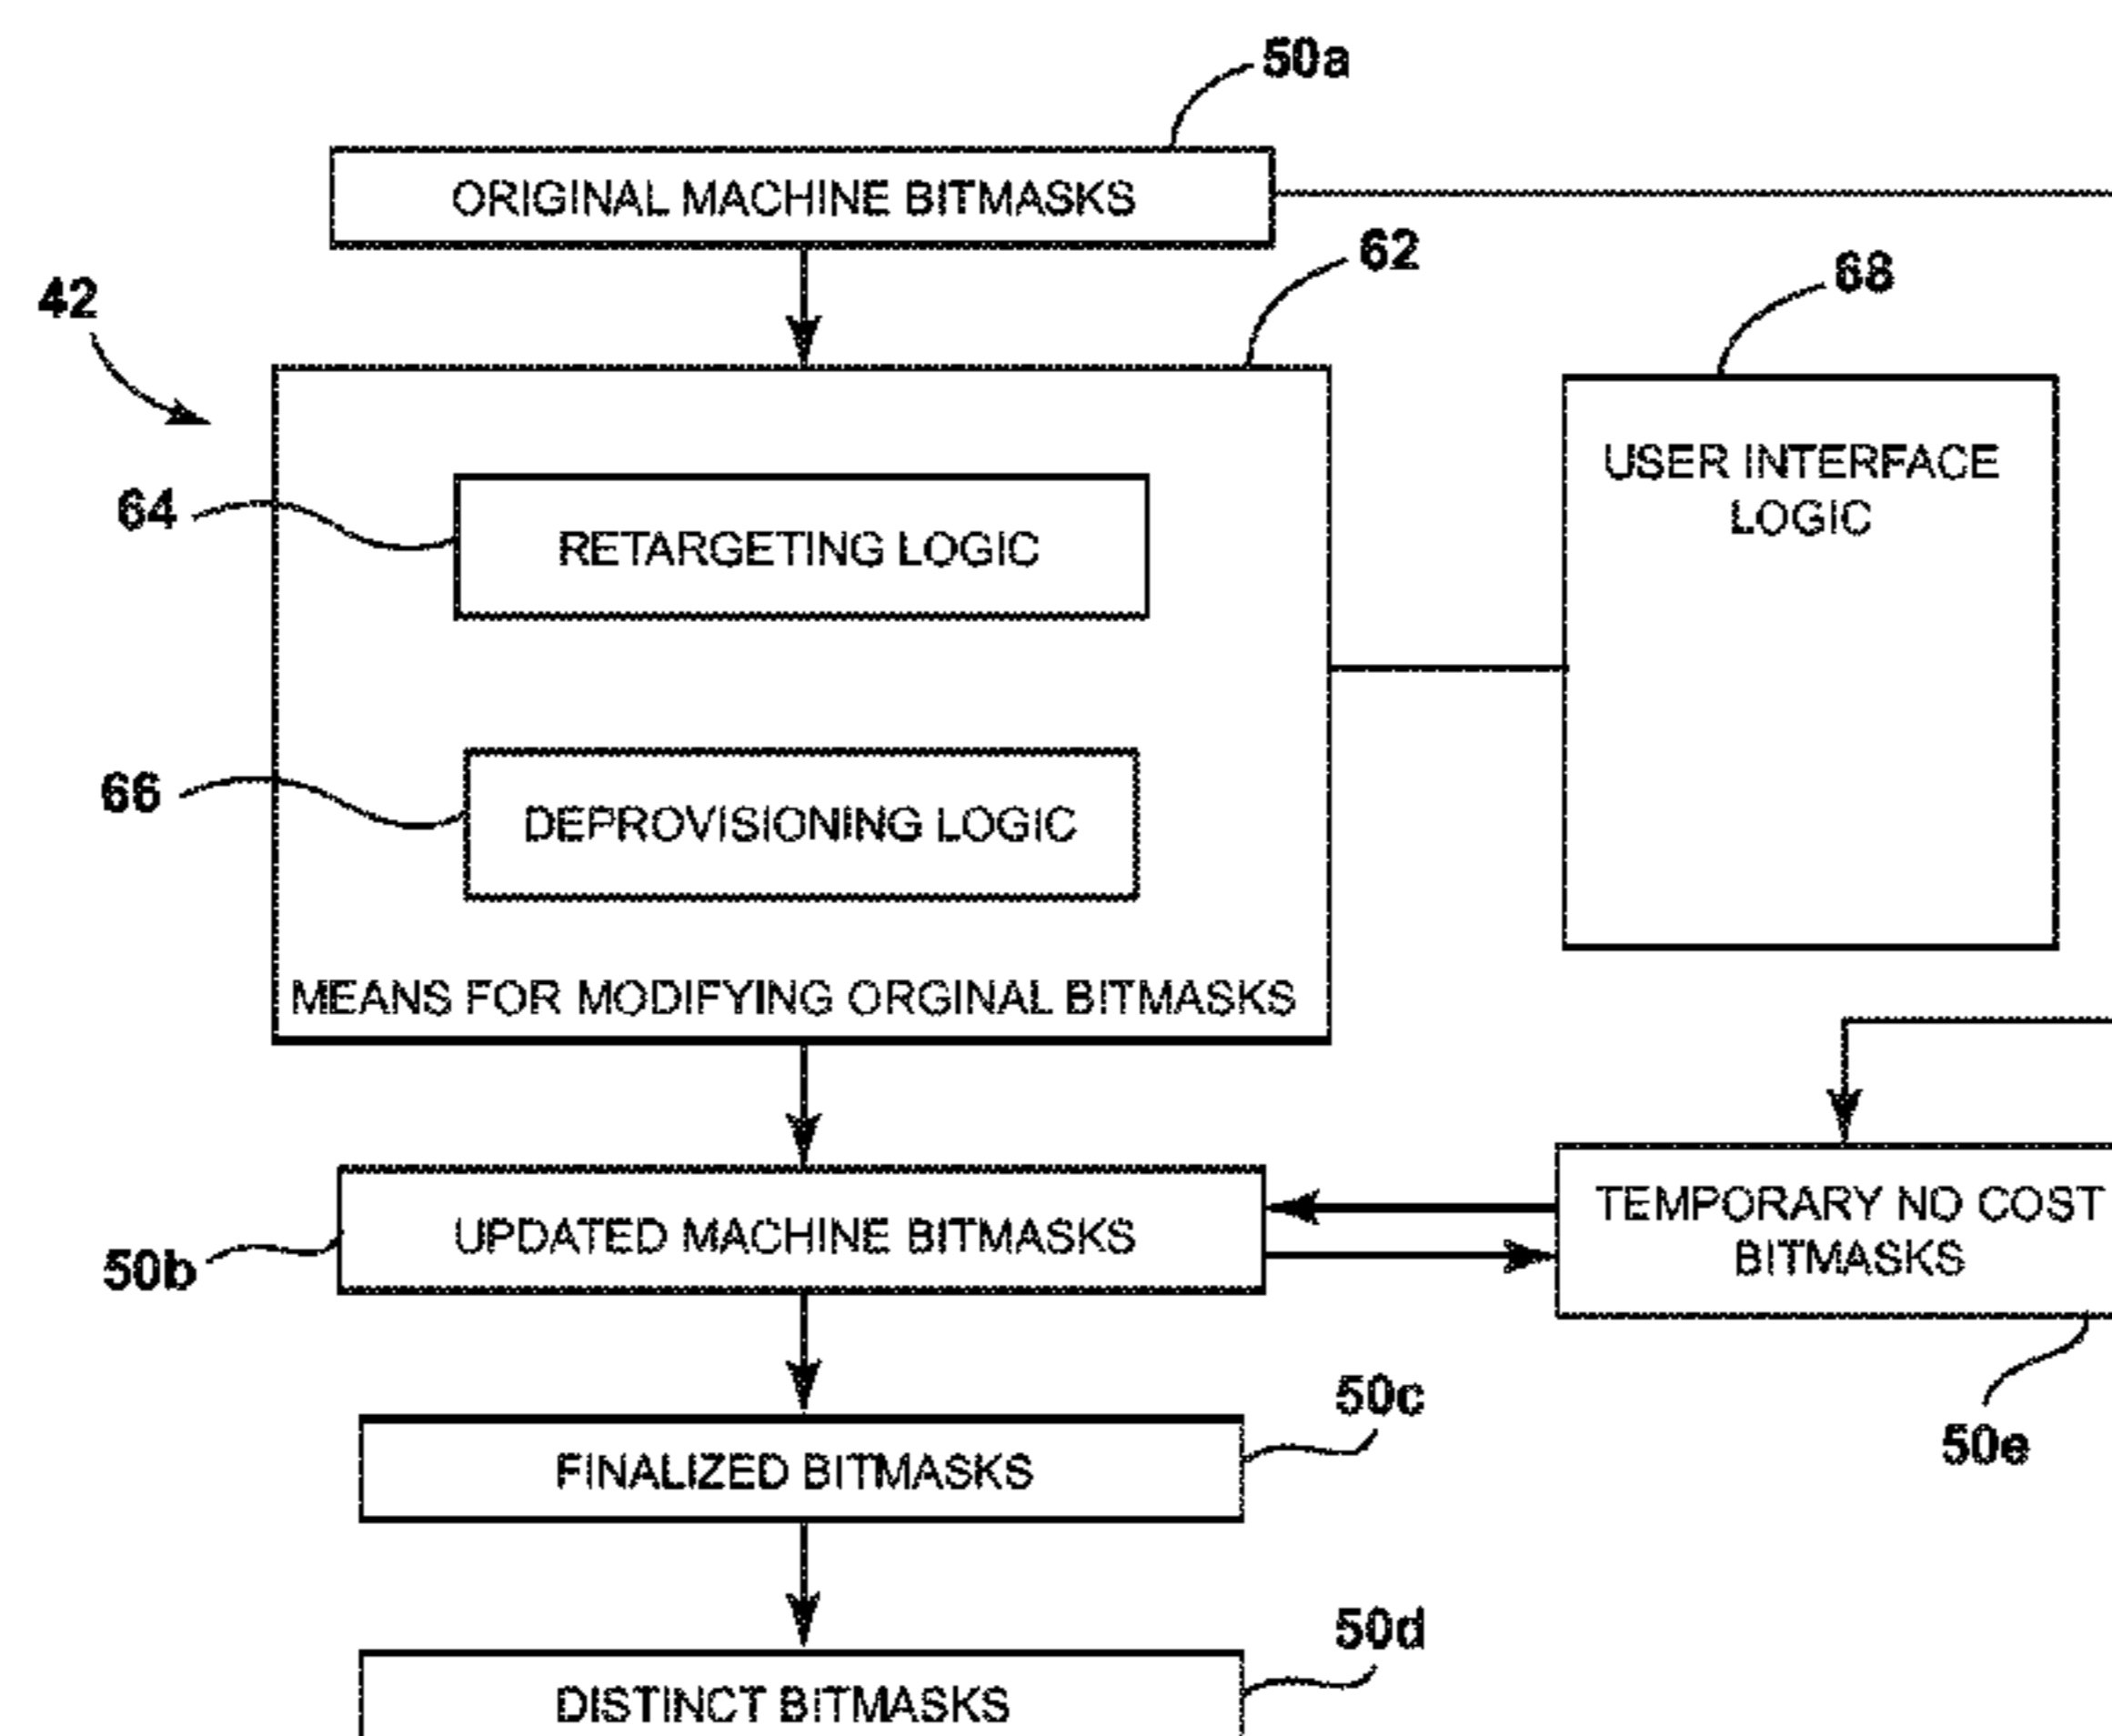 50a
ORIGINAL MACHINE BITMASKS
62
42
68
USER INTERFACE
LOGIC
64
RETARGETING LOGIC
66
DEPROVISIONING LOGIC
MEANS FOR MODIFYING ORGINAL BITMASKS
UPDATED MACHINE BITMASKS
50b
TEMPORARY NO COST
BITMASKS
50e
50c
FINALIZED BITMASKS
50d
DISTINCT BITMASKS